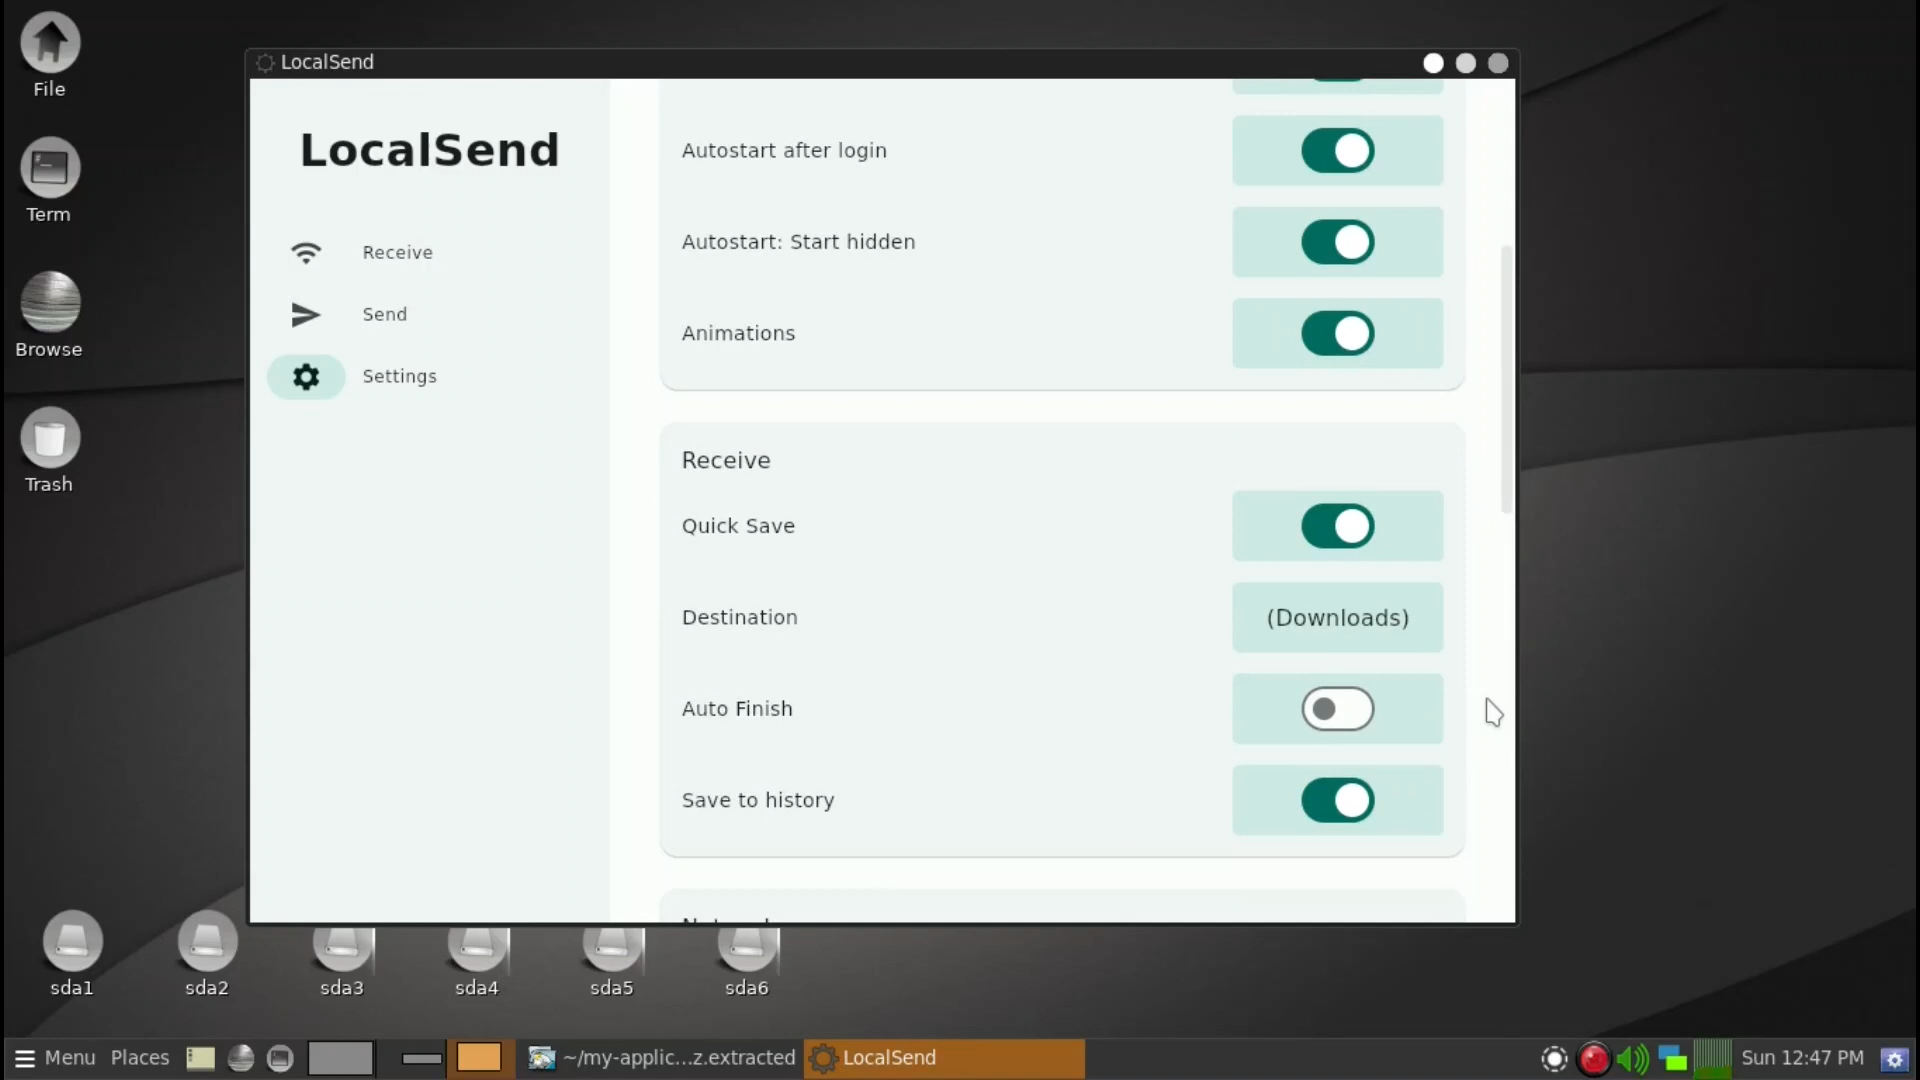 File
Term
Browse
Trash
LocalSend
LocalSend
Receive
Send
Settings
Autostart after login
Autostart: Start hidden
Animations
Receive
Quick Save
Destination
(Downloads)
Auto Finish
Save to history
sda1
sda2
sda3
sda4
sda5
sda6
Menu
Places
~/my-applic...z.extracted
LocalSend
Sun 12:47 PM